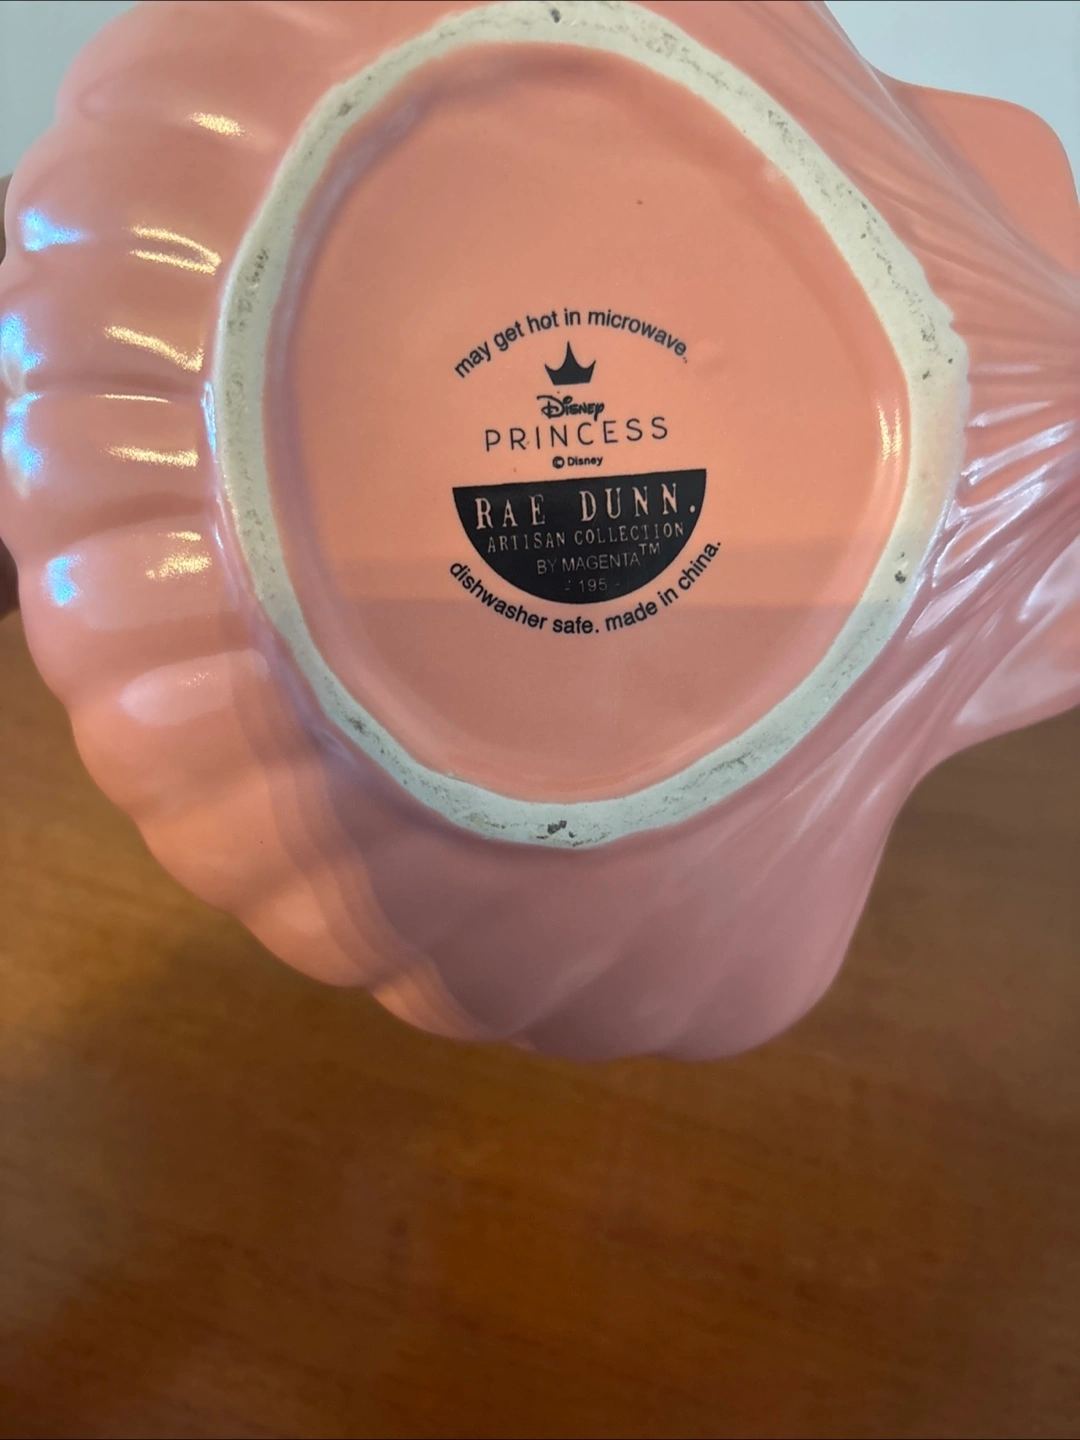 may get hot in microwave.
Disney
PRINCESS
© Disney
RAE DUNN.
ARTISAN COLLECTION
BY MAGENTA™
- 195 -
dishwasher safe. made in china.